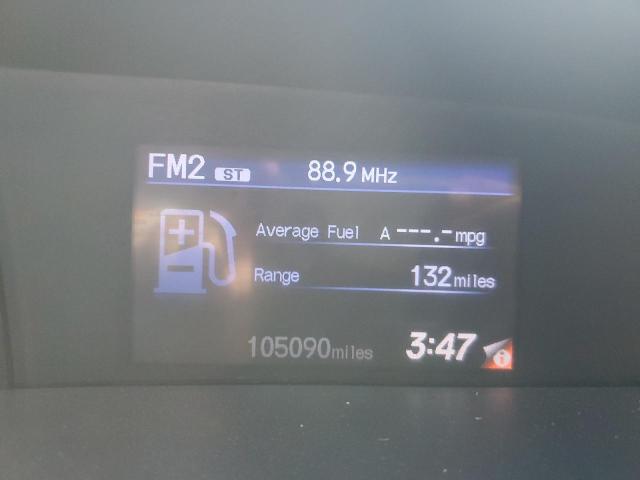 FM2 ST 88.9 MHz
Average Fuel A ---.- mpg
Range 132 miles
105090 miles 3:47 i